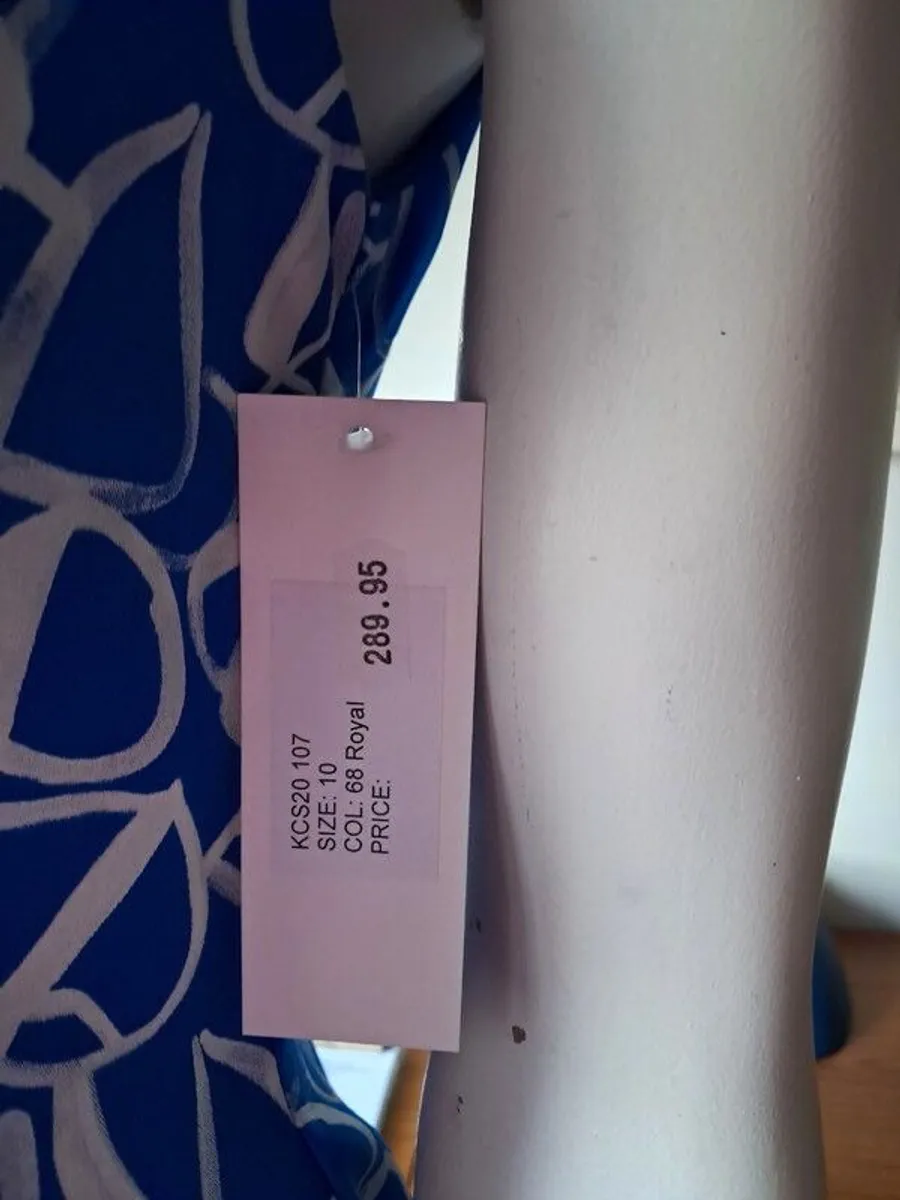 KCS20 107
SIZE: 10
COL: 68 Royal
PRICE: 289.95